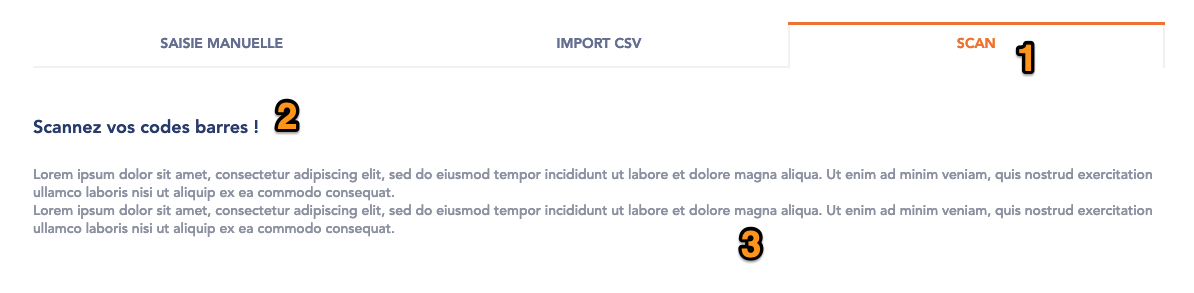 SAISIE MANUELLE IMPORT CSV SCAN 1
Scannez vos codes barres ! 2
Lorem ipsum dolor sit amet, consectetur adipiscing elit, sed do eiusmod tempor incididunt ut labore et dolore magna aliqua. Ut enim ad minim veniam, quis nostrud exercitation
ullamco laboris nisi ut aliquip ex ea commodo consequat.
Lorem ipsum dolor sit amet, consectetur adipiscing elit, sed do eiusmod tempor incididunt ut labore et dolore magna aliqua. Ut enim ad minim veniam, quis nostrud exercitation
ullamco laboris nisi ut aliquip ex ea commodo consequat.
3